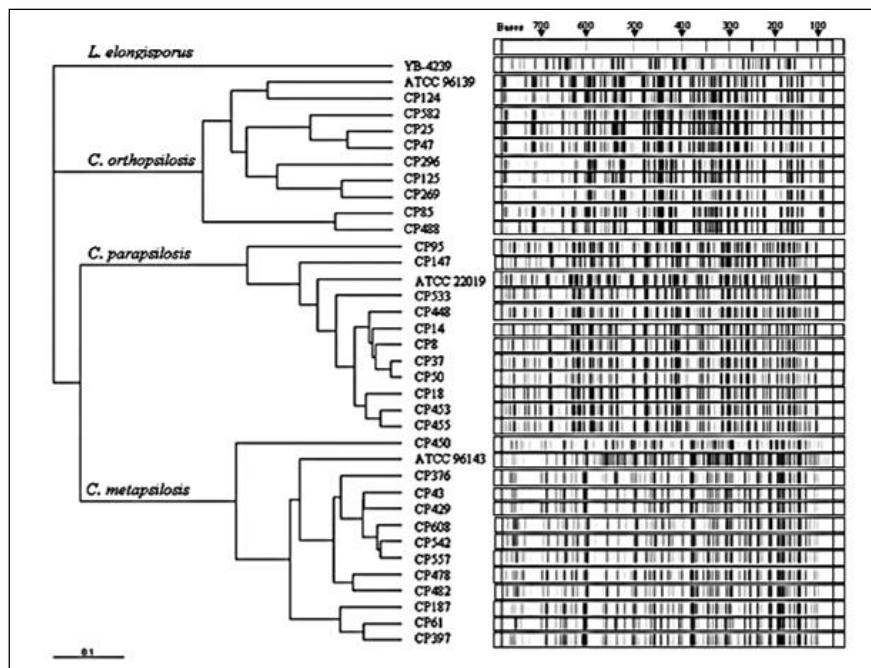 Bases 700 600 500 400 300 200 100
L. elongisporus
YB-4239
ATCC 96139
CP124
CP582
CP25
CP47
C. orthopsilosis
CP296
CP125
CP269
CP85
CP488
C. parapsilosis
CP95
CP147
ATCC 22019
CP533
CP448
CP14
CP8
CP37
CP50
CP18
CP453
CP455
CP450
ATCC 96143
CP376
C. metapsilosis
CP43
CP429
CP608
CP542
CP557
CP478
CP482
CP187
CP61
CP397
0.1